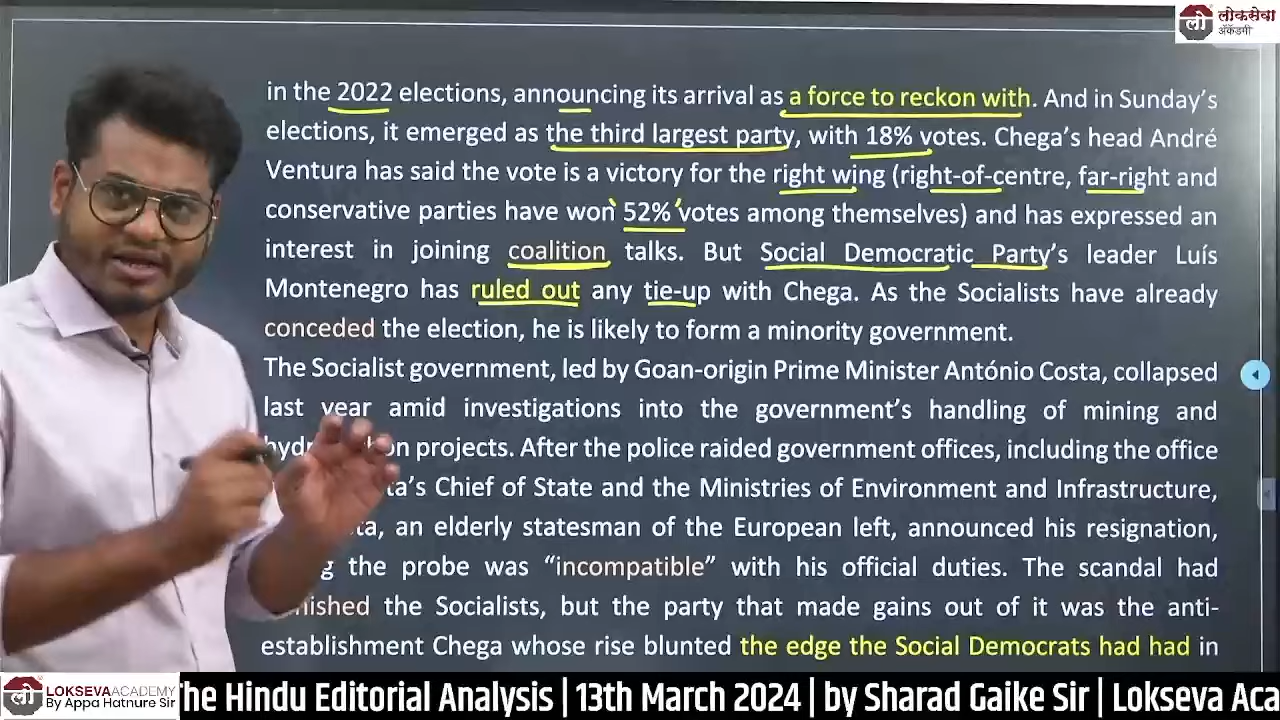 लोकसेवा
अ‍ॅकॅडमी
in the 2022 elections, announcing its arrival as a force to reckon with. And in Sunday’s
elections, it emerged as the third largest party, with 18% votes. Chega’s head André
Ventura has said the vote is a victory for the right wing (right-of-centre, far-right and
conservative parties have won 52% votes among themselves) and has expressed an
interest in joining coalition talks. But Social Democratic Party’s leader Luís
Montenegro has ruled out any tie-up with Chega. As the Socialists have already
conceded the election, he is likely to form a minority government.
The Socialist government, led by Goan-origin Prime Minister António Costa, collapsed
last year amid investigations into the government’s handling of mining and
projects. After the police raided government offices, including the office
Chief of State and the Ministries of Environment and Infrastructure,
an elderly statesman of the European left, announced his resignation,
the probe was “incompatible” with his official duties. The scandal had
the Socialists, but the party that made gains out of it was the anti-
establishment Chega whose rise blunted the edge the Social Democrats had had in
लो
LOKSEVA ACADEMY
By Appa Hatnure Sir
The Hindu Editorial Analysis | 13th March 2024 | by Sharad Gaike Sir | Lokseva Aca